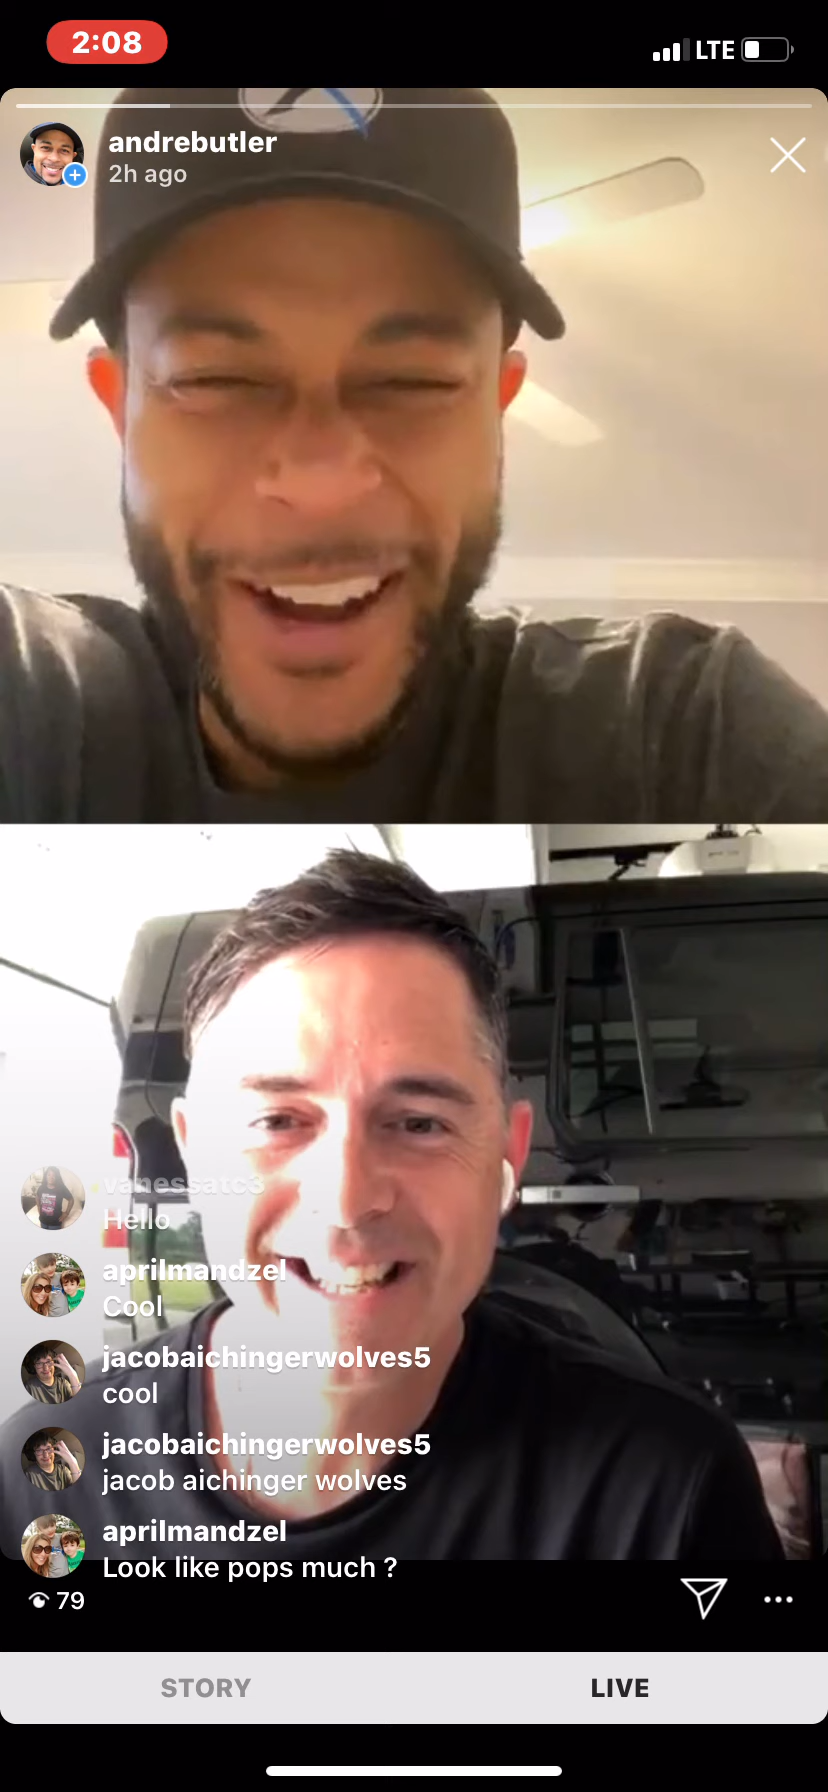 2:08
LTE
andrebutler
2h ago
vanessatc3
Hello
aprilmandzel
Cool
jacobaichingerwolves5
cool
jacobaichingerwolves5
jacob aichinger wolves
aprilmandzel
Look like pops much ?
79
STORY
LIVE